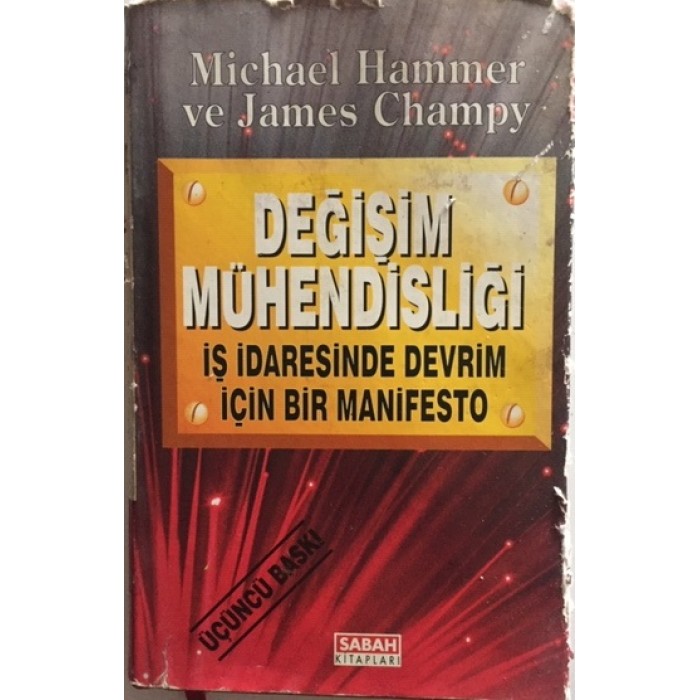 Michael Hammer
ve James Champy
DEĞİŞİM
MÜHENDİSLİĞİ
İŞ İDARESİNDE DEVRİM
İÇİN BİR MANİFESTO
ÜÇÜNCÜ BASKI
SABAH
KİTAPLARI